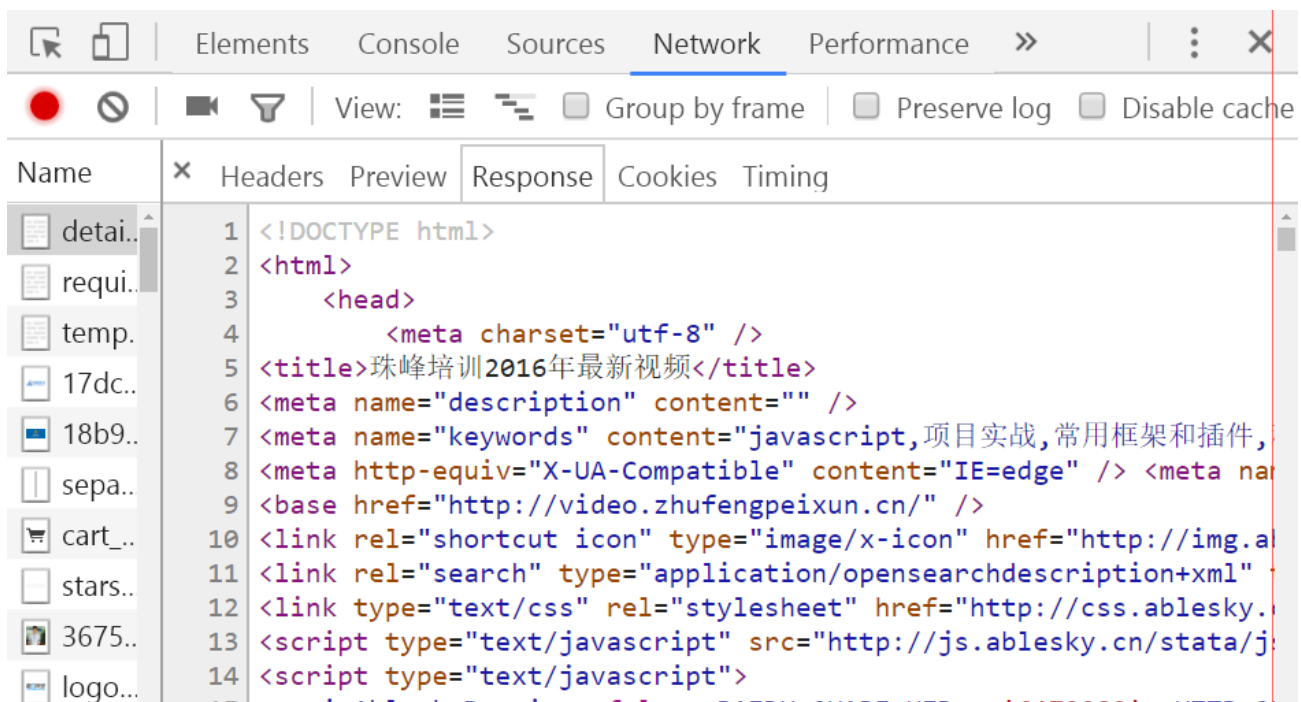 Elements Console Sources Network Performance »
View: Group by frame Preserve log Disable cache
Name × Headers Preview Response Cookies Timing
detai.. 1 <!DOCTYPE html>
2 <html>
requi.. 3 <head>
temp. 4 <meta charset="utf-8" />
5 <title>珠峰培训2016年最新视频</title>
17dc.. 6 <meta name="description" content="" />
18b9.. 7 <meta name="keywords" content="javascript,项目实战,常用框架和插件,
8 <meta http-equiv="X-UA-Compatible" content="IE=edge" /> <meta na
sepa.. 9 <base href="http://video.zhufengpeixun.cn/" />
cart_.. 10 <link rel="shortcut icon" type="image/x-icon" href="http://img.a
stars.. 11 <link rel="search" type="application/opensearchdescription+xml"
12 <link type="text/css" rel="stylesheet" href="http://css.ablesky.
3675.. 13 <script type="text/javascript" src="http://js.ablesky.cn/stata/j
logo... 14 <script type="text/javascript">